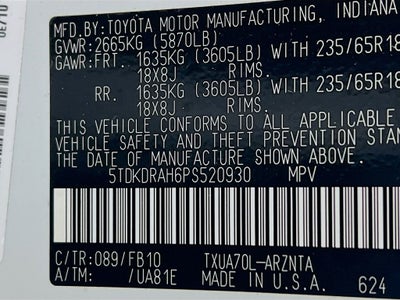 MFD.BY:TOYOTA MOTOR MANUFACTURING, INDIANA
GVWR:2665KG (5870LB)
GAWR:FRT. 1635KG (3605LB) WITH 235/65R18
18X8J RIMS.
RR. 1635KG (3605LB) WITH 235/65R18
18X8J RIMS.
THIS VEHICLE CONFORMS TO ALL APPLICABLE
VEHICLE SAFETY AND THEFT PREVENTION STAN
THE DATE OF MANUFACTURE SHOWN ABOVE.
5TDKDRAH6PS520930 MPV
C/TR:089/FB10 TXUA70L-ARZNTA
A/TM: /UA81E MADE IN U.S.A. 624